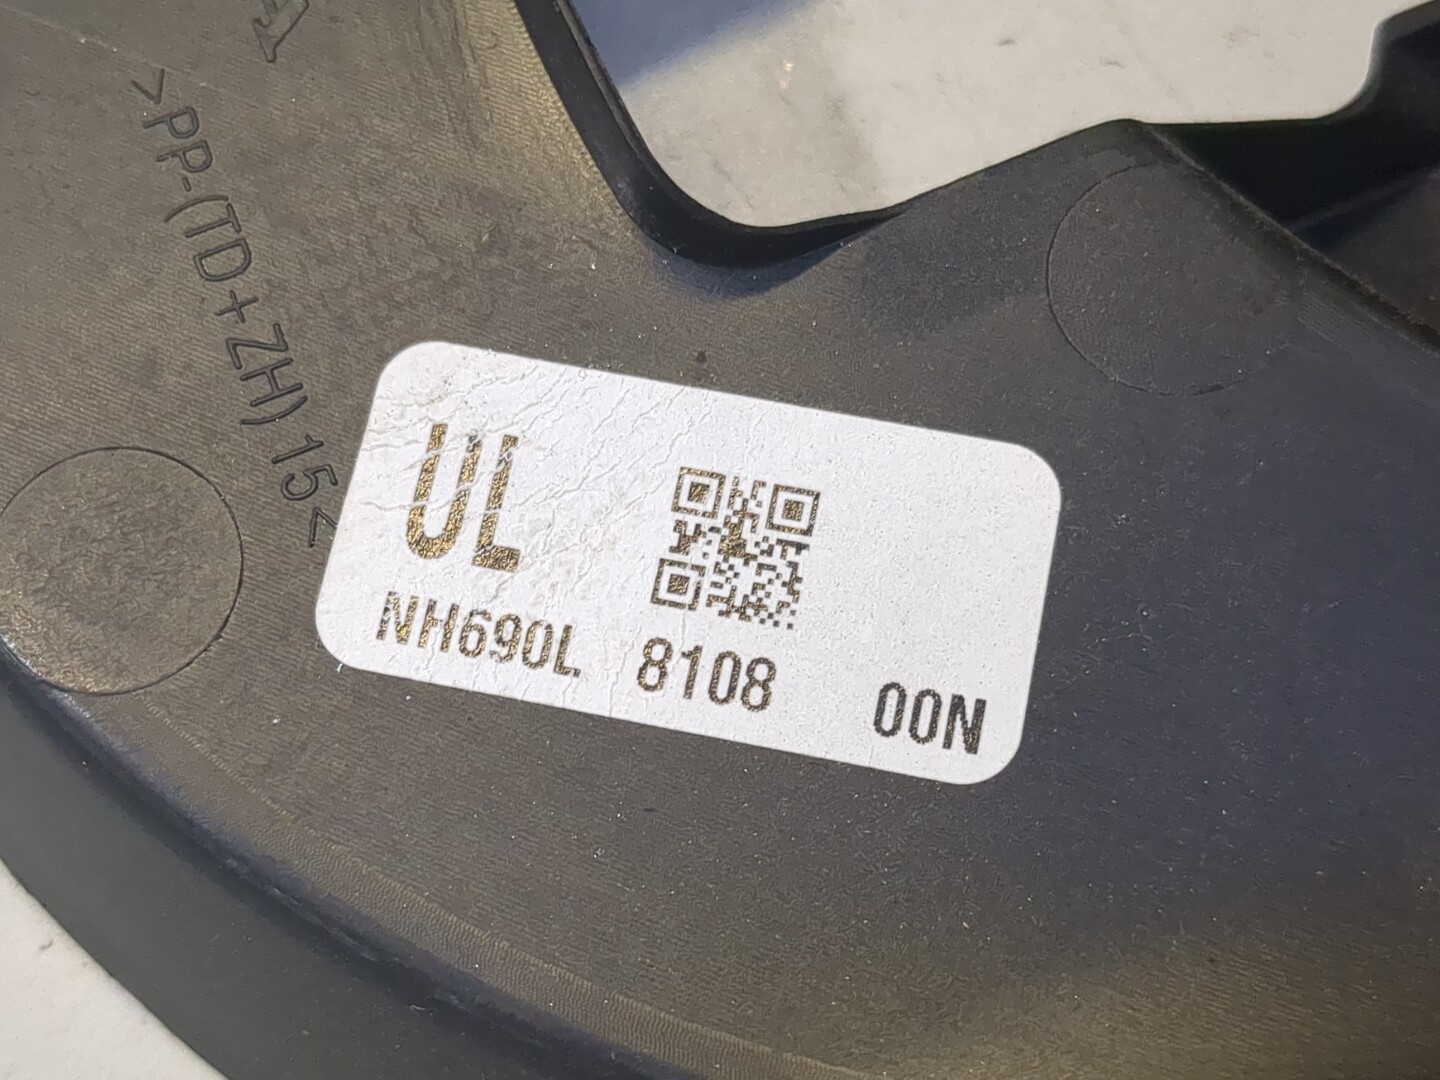 >PP-(TD+ZH)15<
UL
NH690L 8108 00N